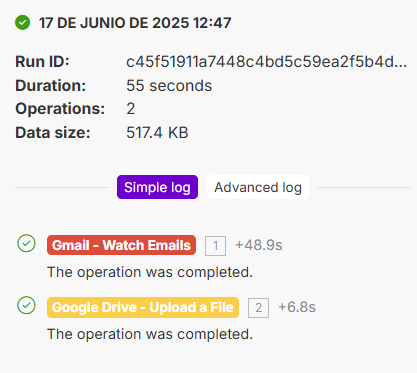 17 DE JUNIO DE 2025 12:47
Run ID: c45f51911a7448c4bd5c59ea2f5b4d...
Duration: 55 seconds
Operations: 2
Data size: 517.4 KB
Simple log Advanced log
Gmail - Watch Emails 1 +48.9s
The operation was completed.
Google Drive - Upload a File 2 +6.8s
The operation was completed.